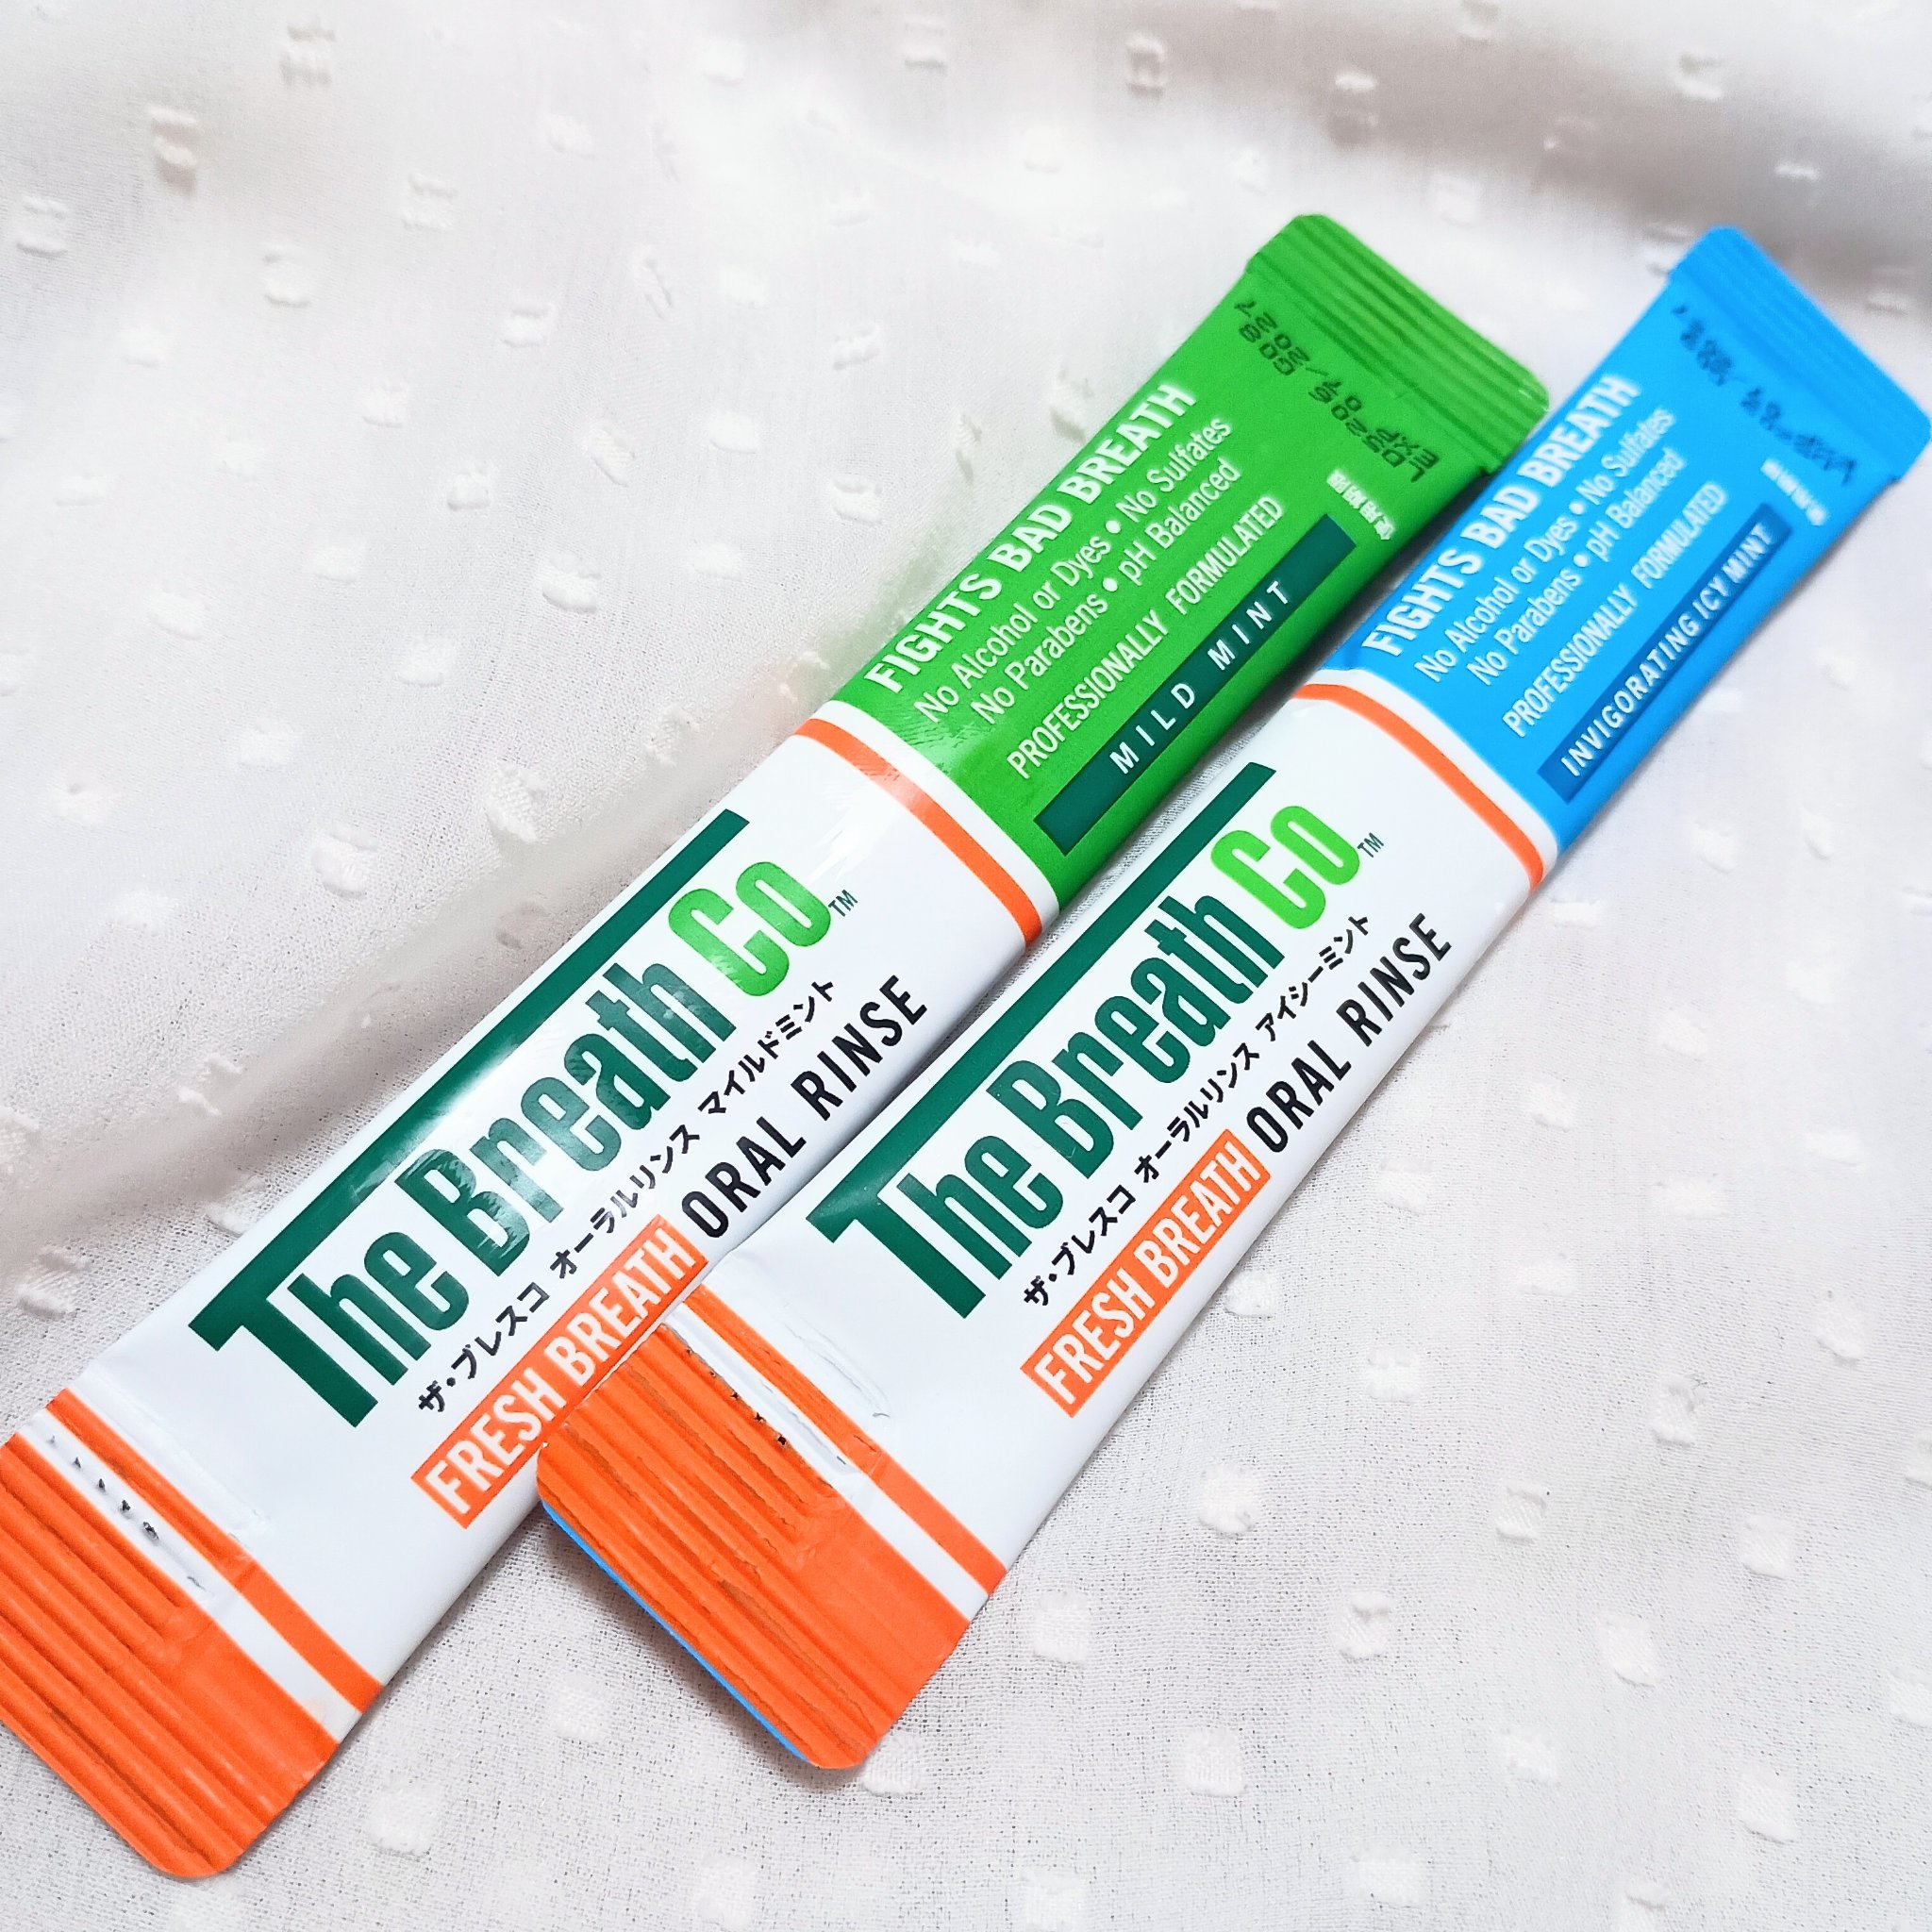 The Breath Co™
ザ・ブレスコ オーラルリンス マイルドミント
FRESH BREATH ORAL RINSE
FIGHTS BAD BREATH
No Alcohol or Dyes • No Sulfates
No Parabens • pH Balanced
PROFESSIONALLY FORMULATED
MILD MINT
使用期限
The Breath Co™
ザ・ブレスコ オーラルリンス アイシーミント
FRESH BREATH ORAL RINSE
FIGHTS BAD BREATH
No Alcohol or Dyes • No Sulfates
No Parabens • pH Balanced
PROFESSIONALLY FORMULATED
INVIGORATING ICY MINT